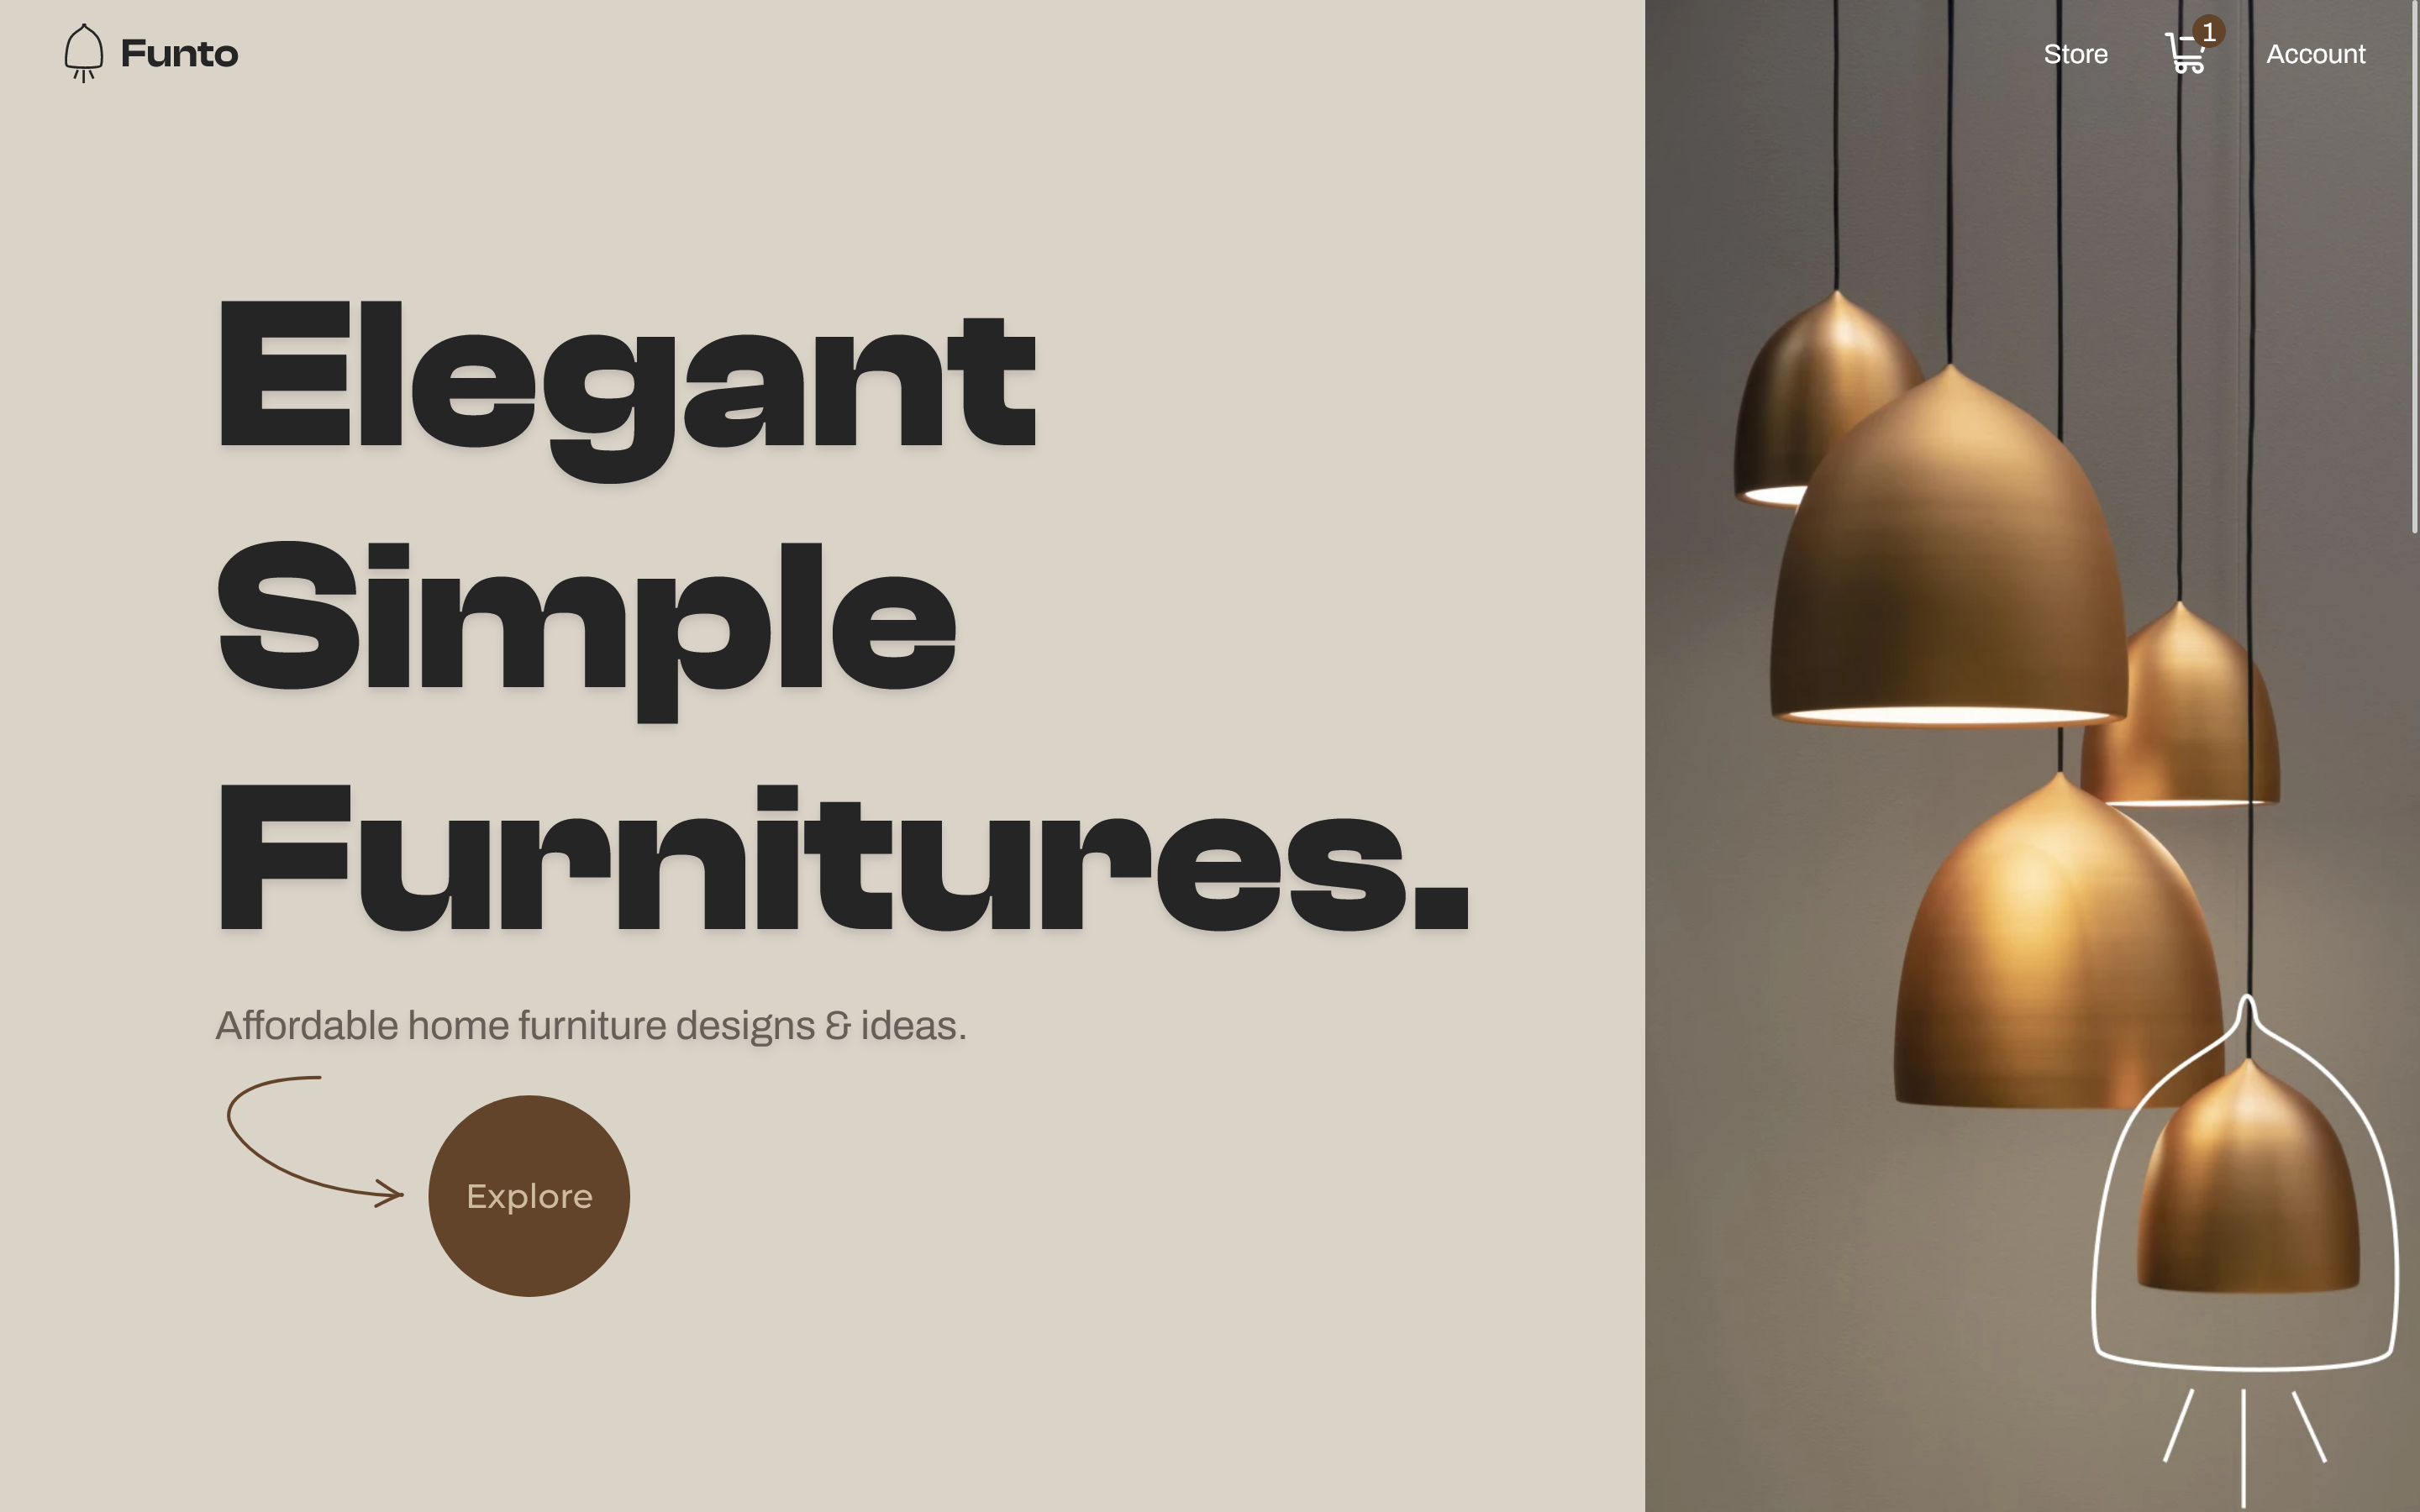 Funto
Store
1
Account
Elegant
Simple
Furnitures.
Affordable home furniture designs & ideas.
Explore